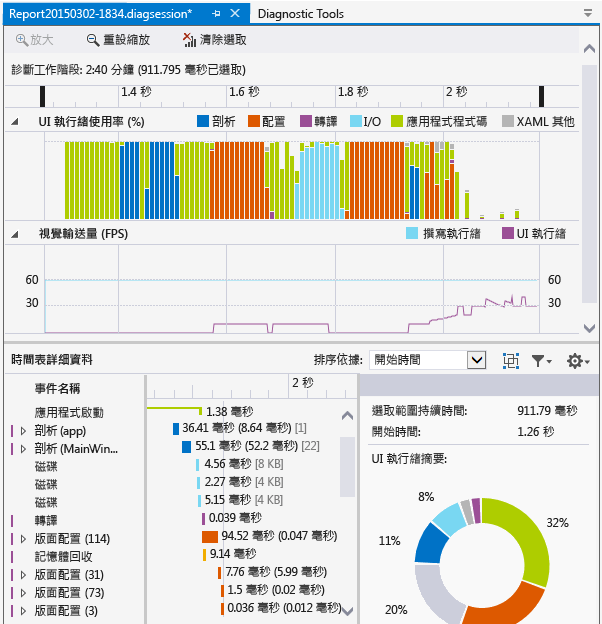 Report20150302-1834.diagsession* Diagnostic Tools
放大 重設縮放 清除選取
診斷工作階段: 2:40 分鐘 (911.795 毫秒已選取)
1.4 秒 1.6 秒 1.8 秒 2 秒
UI 執行緒使用率 (%) 剖析 配置 轉譯 I/O 應用程式程式碼 XAML 其他
視覺輸送量 (FPS) 撰寫執行緒 UI 執行緒
60 60
30 30
時間表詳細資料 排序依據: 開始時間
事件名稱 2 秒
應用程式啟動 1.38 毫秒
剖析 (app) 36.41 毫秒 (8.64 毫秒) [1]
剖析 (MainWin... 55.1 毫秒 (52.2 毫秒) [22]
磁碟 4.56 毫秒 [8 KB]
磁碟 2.27 毫秒 [4 KB]
磁碟 5.15 毫秒 [4 KB]
轉譯 0.039 毫秒
版面配置 (114) 94.52 毫秒 (0.047 毫秒)
記憶體回收 9.14 毫秒
版面配置 (31) 7.76 毫秒 (5.99 毫秒)
版面配置 (73) 1.5 毫秒 (0.02 毫秒)
版面配置 (3) 0.036 毫秒 (0.012 毫秒)
選取範圍持續時間: 911.79 毫秒
開始時間: 1.26 秒
UI 執行緒摘要:
8%
32%
11%
20%